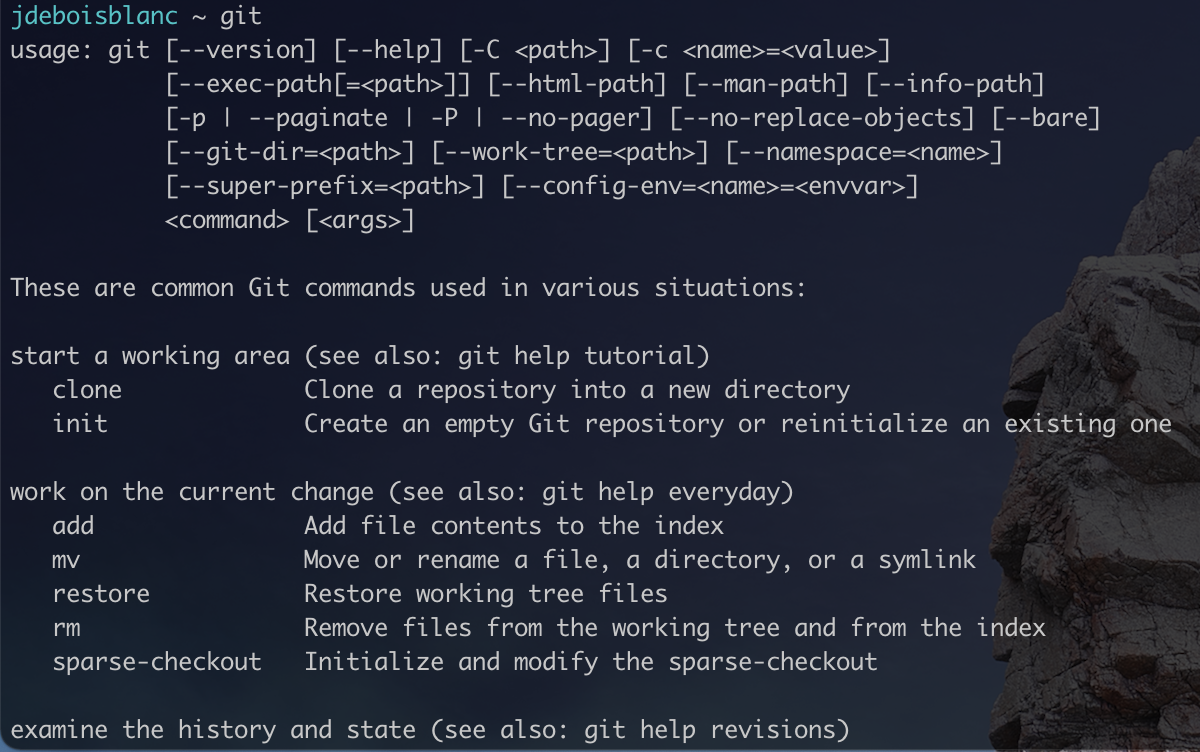 jdeboisblanc ~ git
usage: git [--version] [--help] [-C <path>] [-c <name>=<value>]
           [--exec-path[=<path>]] [--html-path] [--man-path] [--info-path]
           [-p | --paginate | -P | --no-pager] [--no-replace-objects] [--bare]
           [--git-dir=<path>] [--work-tree=<path>] [--namespace=<name>]
           [--super-prefix=<path>] [--config-env=<name>=<envvar>]
           <command> [<args>]

These are common Git commands used in various situations:

start a working area (see also: git help tutorial)
   clone             Clone a repository into a new directory
   init              Create an empty Git repository or reinitialize an existing one

work on the current change (see also: git help everyday)
   add               Add file contents to the index
   mv                Move or rename a file, a directory, or a symlink
   restore           Restore working tree files
   rm                Remove files from the working tree and from the index
   sparse-checkout   Initialize and modify the sparse-checkout

examine the history and state (see also: git help revisions)